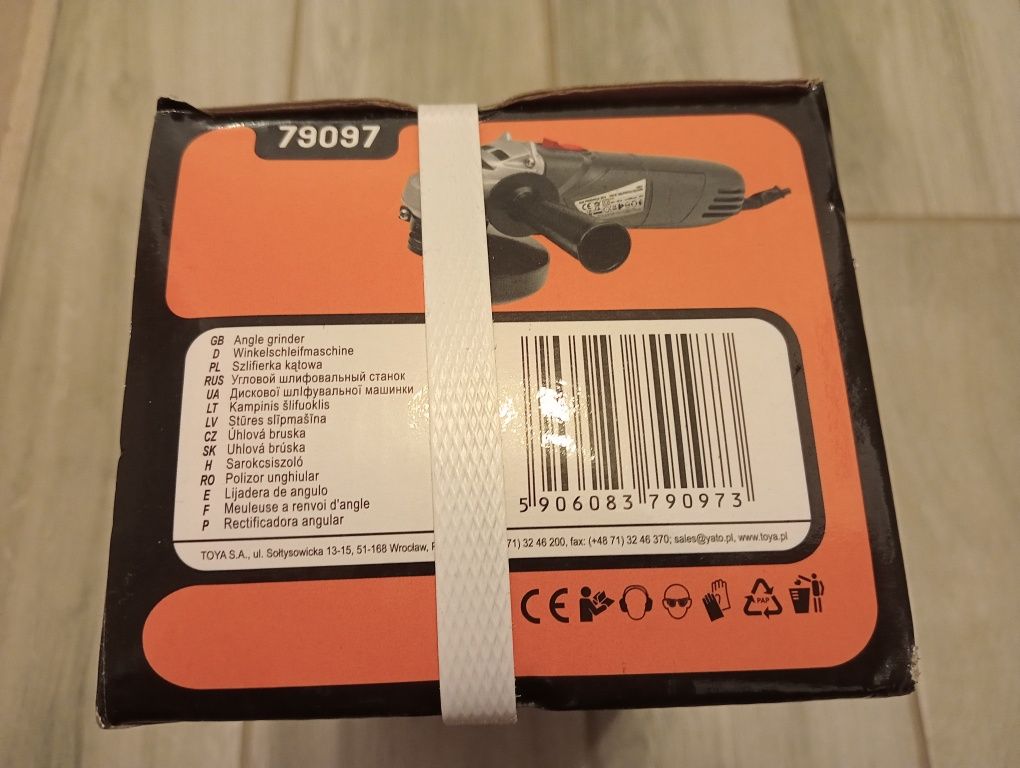 79097
GB Angle grinder
D Winkelschleifmaschine
PL Szlifierka kątowa
RUS Угловой шлифовальный станок
UA Дискової шліфувальної машинки
LT Kampinis šlifuoklis
LV Stūres slīpmašīna
CZ Úhlová bruska
SK Uhlová brúska
H Sarokcsiszoló
RO Polizor unghiular
E Lijadera de angulo
F Meuleuse a renvoi d'angle
P Rectificadora angular
5 906083 790973
TOYA S.A., ul. Sołtysowicka 13-15, 51-168 Wrocław, 71) 32 46 200, fax: (+48 71) 32 46 370; sales@yato.pl, www.toya.pl
CE
PAP